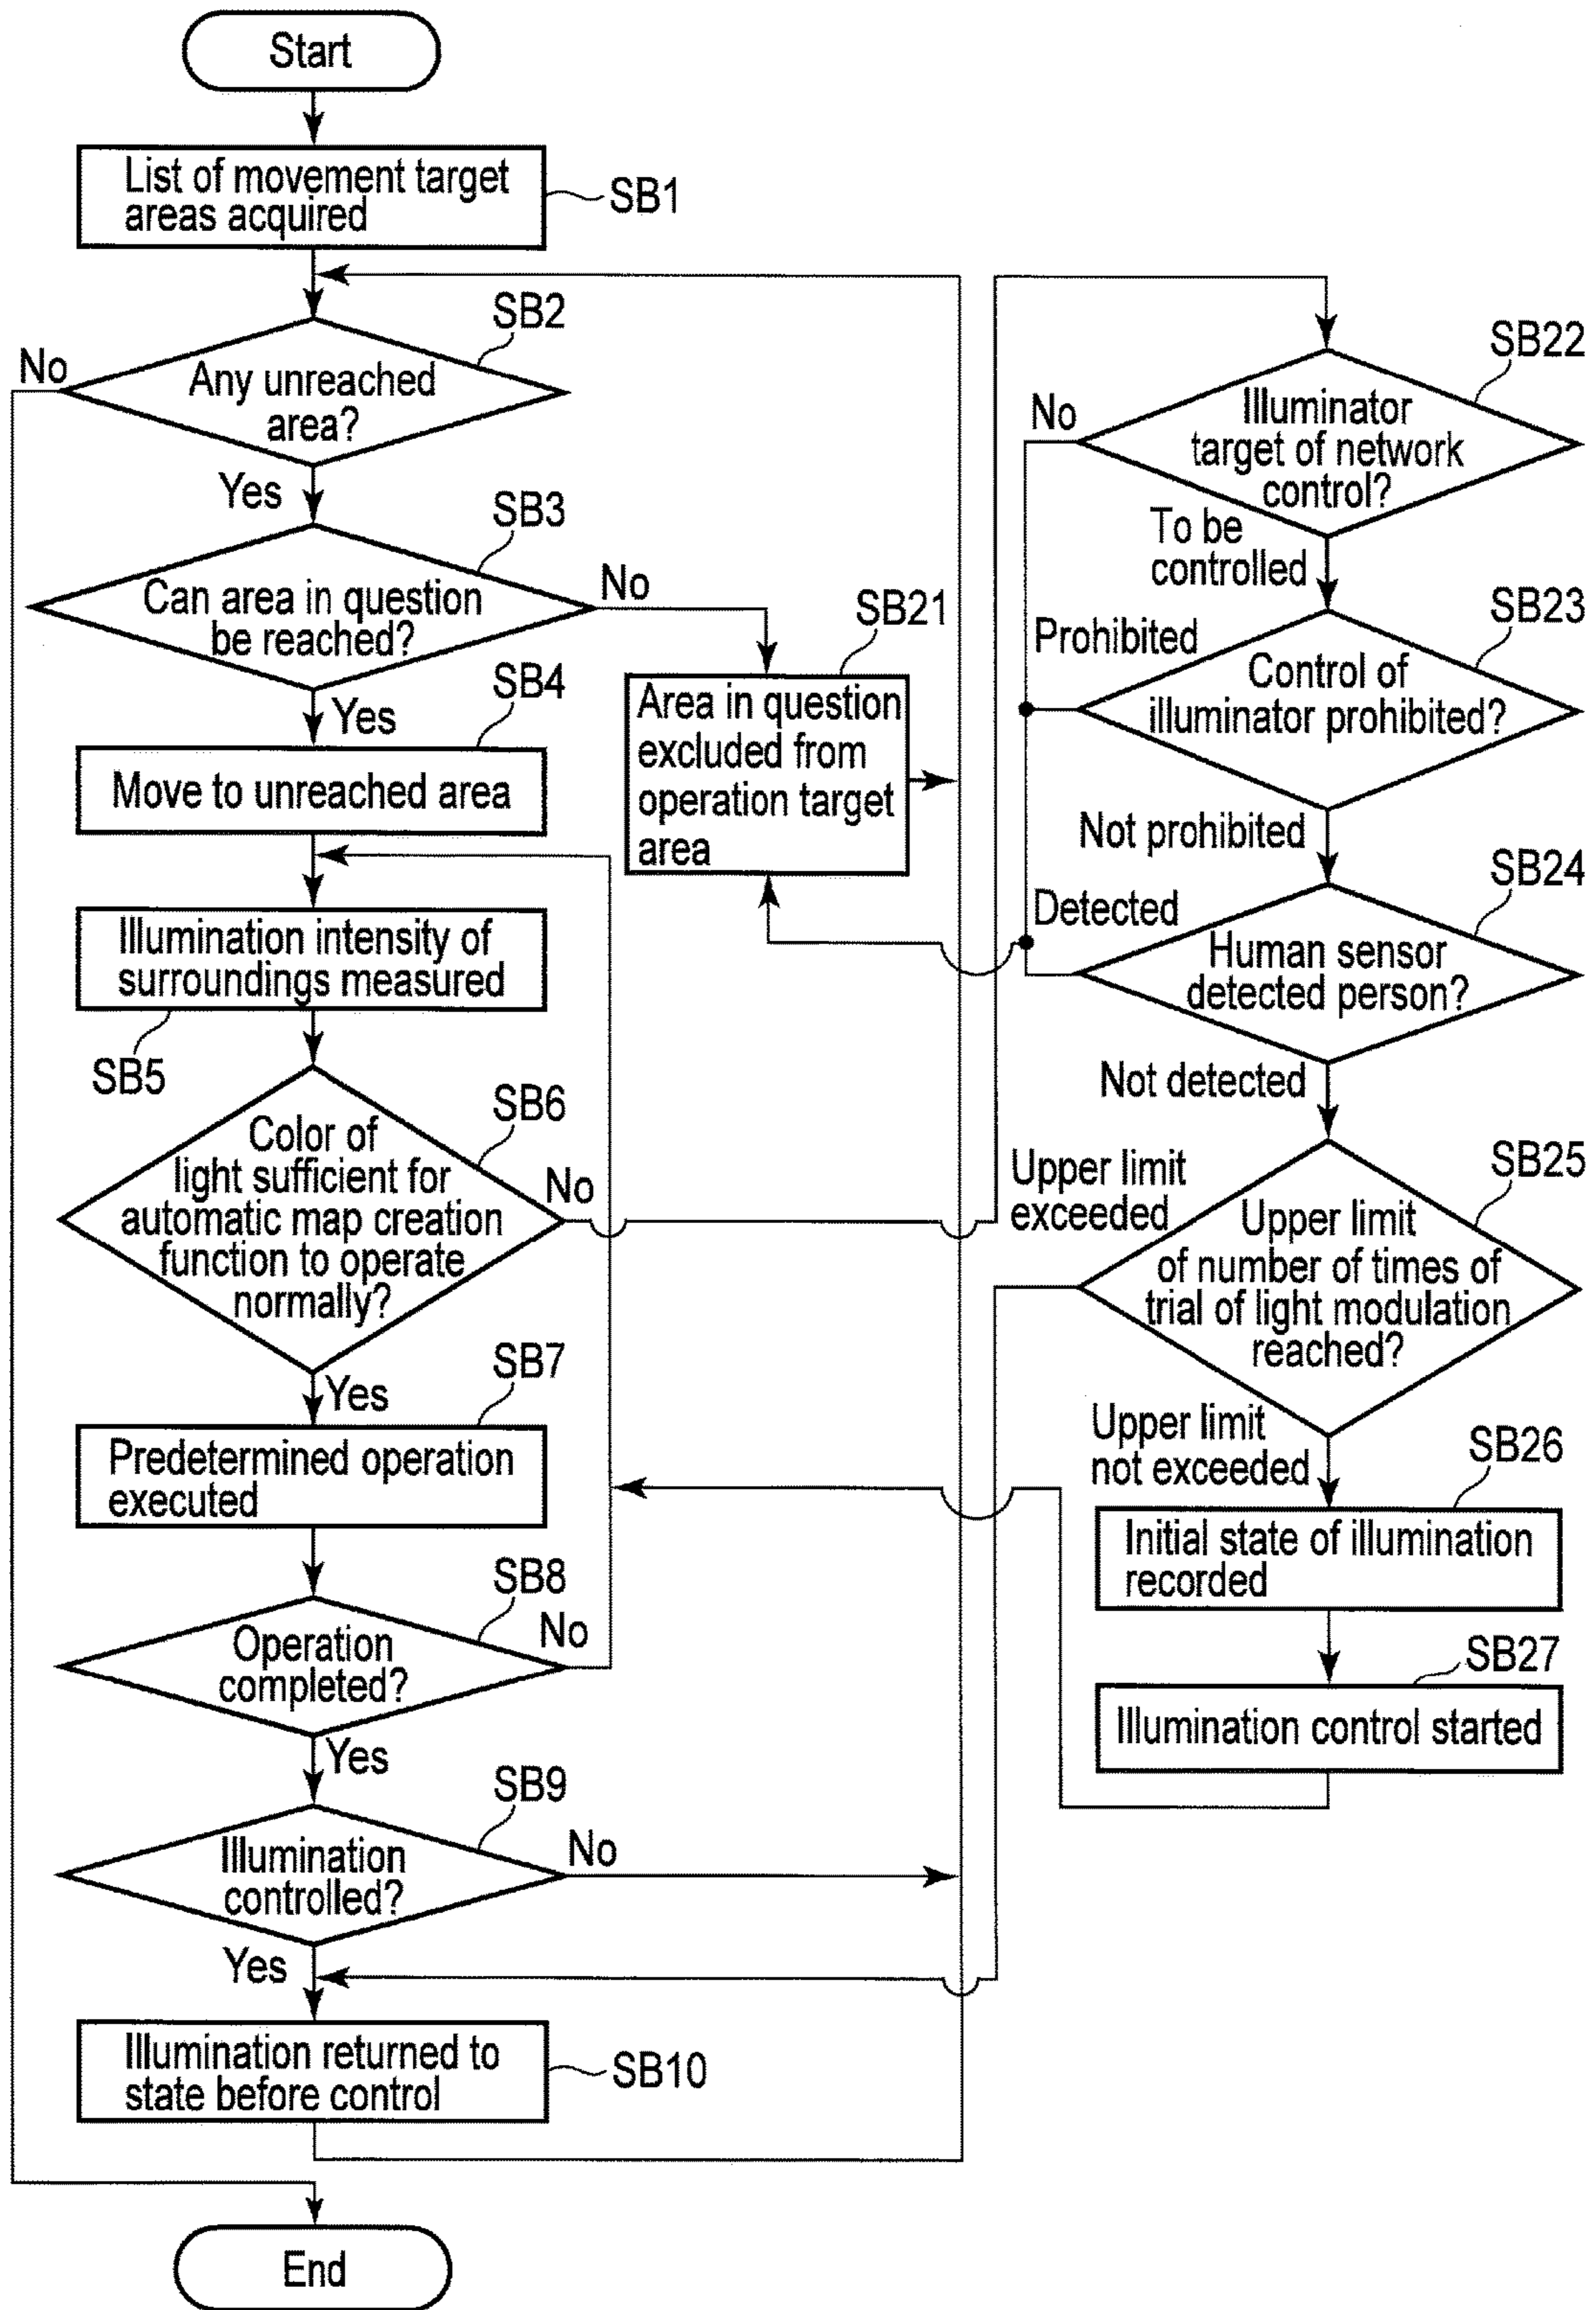 Start
List of movement target
areas acquired
SB1
SB2
No
Any unreached
area?
Yes
SB3
Can area in question
be reached?
No
SB21
Area in question
excluded from
operation target
area
SB4
Yes
Move to unreached area
Illumination intensity of
surroundings measured
SB5
SB6
Color of
light sufficient for
automatic map creation
function to operate
normally?
No
Yes
SB7
Predetermined operation
executed
SB8
Operation
completed?
No
Yes
SB9
Illumination
controlled?
No
Yes
Illumination returned to
state before control
SB10
End
SB22
No
Illuminator
target of network
control?
To be
controlled
SB23
Prohibited
Control of
illuminator prohibited?
Not prohibited
SB24
Detected
Human sensor
detected person?
Not detected
SB25
Upper limit
exceeded
Upper limit
of number of times of
trial of light modulation
reached?
Upper limit
not exceeded
SB26
Initial state of illumination
recorded
SB27
Illumination control started